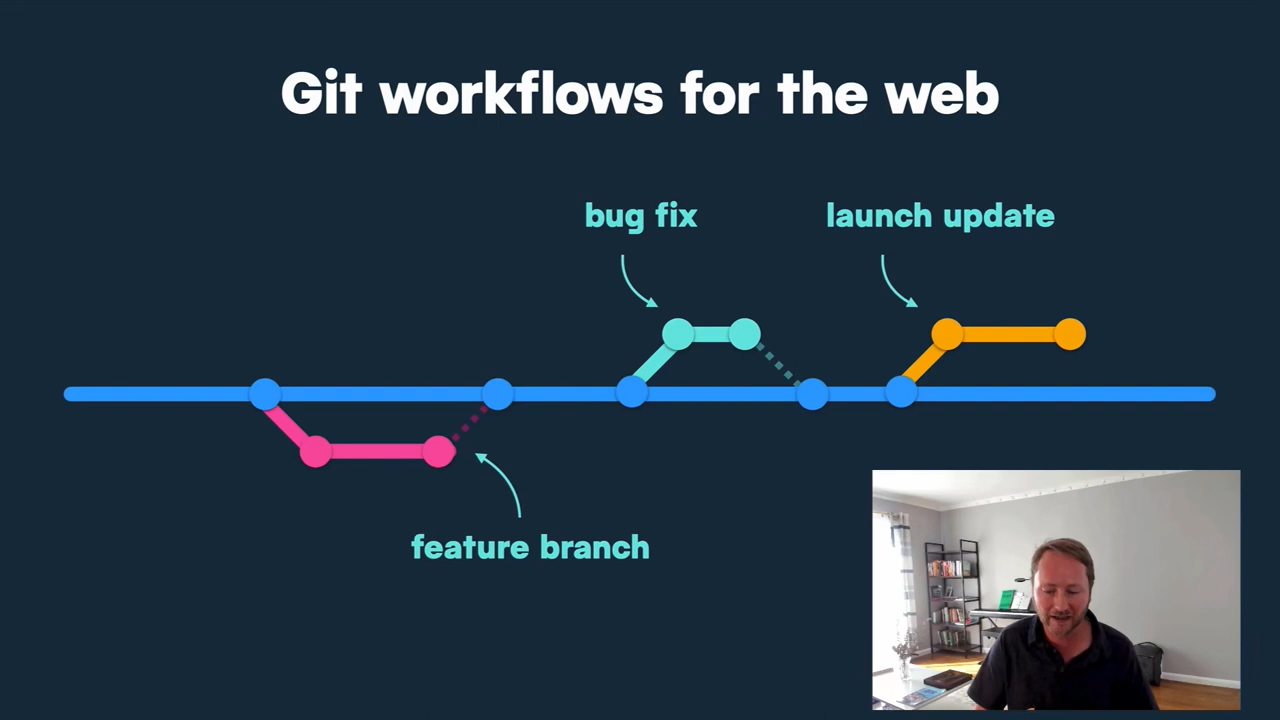 Git workflows for the web
bug fix
launch update
feature branch